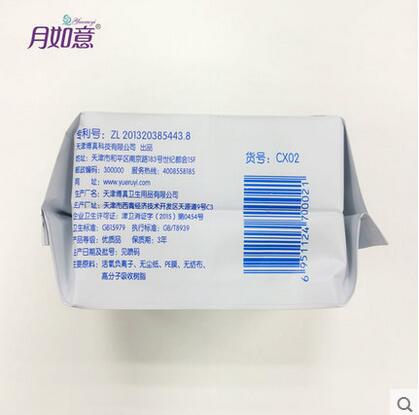 Yueruyi
月如意
专利号：ZL 201320385443.8
天津博真科技有限公司 出品
地址：天津市和平区南京路183号世纪都会15F
邮政编码：300000 服务热线：4008558185
网 址：www.yueruyi.com
生产厂名：天津博真卫生用品有限公司
生产厂址：天津市西青经济技术开发区天源道9号C3
企业卫生许可证：津卫消证字（2015）第0454号
卫生标准：GB15979 执行标准：GB/T8939
产品等级：优质品 保质期：3年
生产日期及批号：见喷码
主要原料：活氧负离子、无尘纸、PE膜、无纺布、
高分子吸收树脂
货号：CX02
6 951124 700021